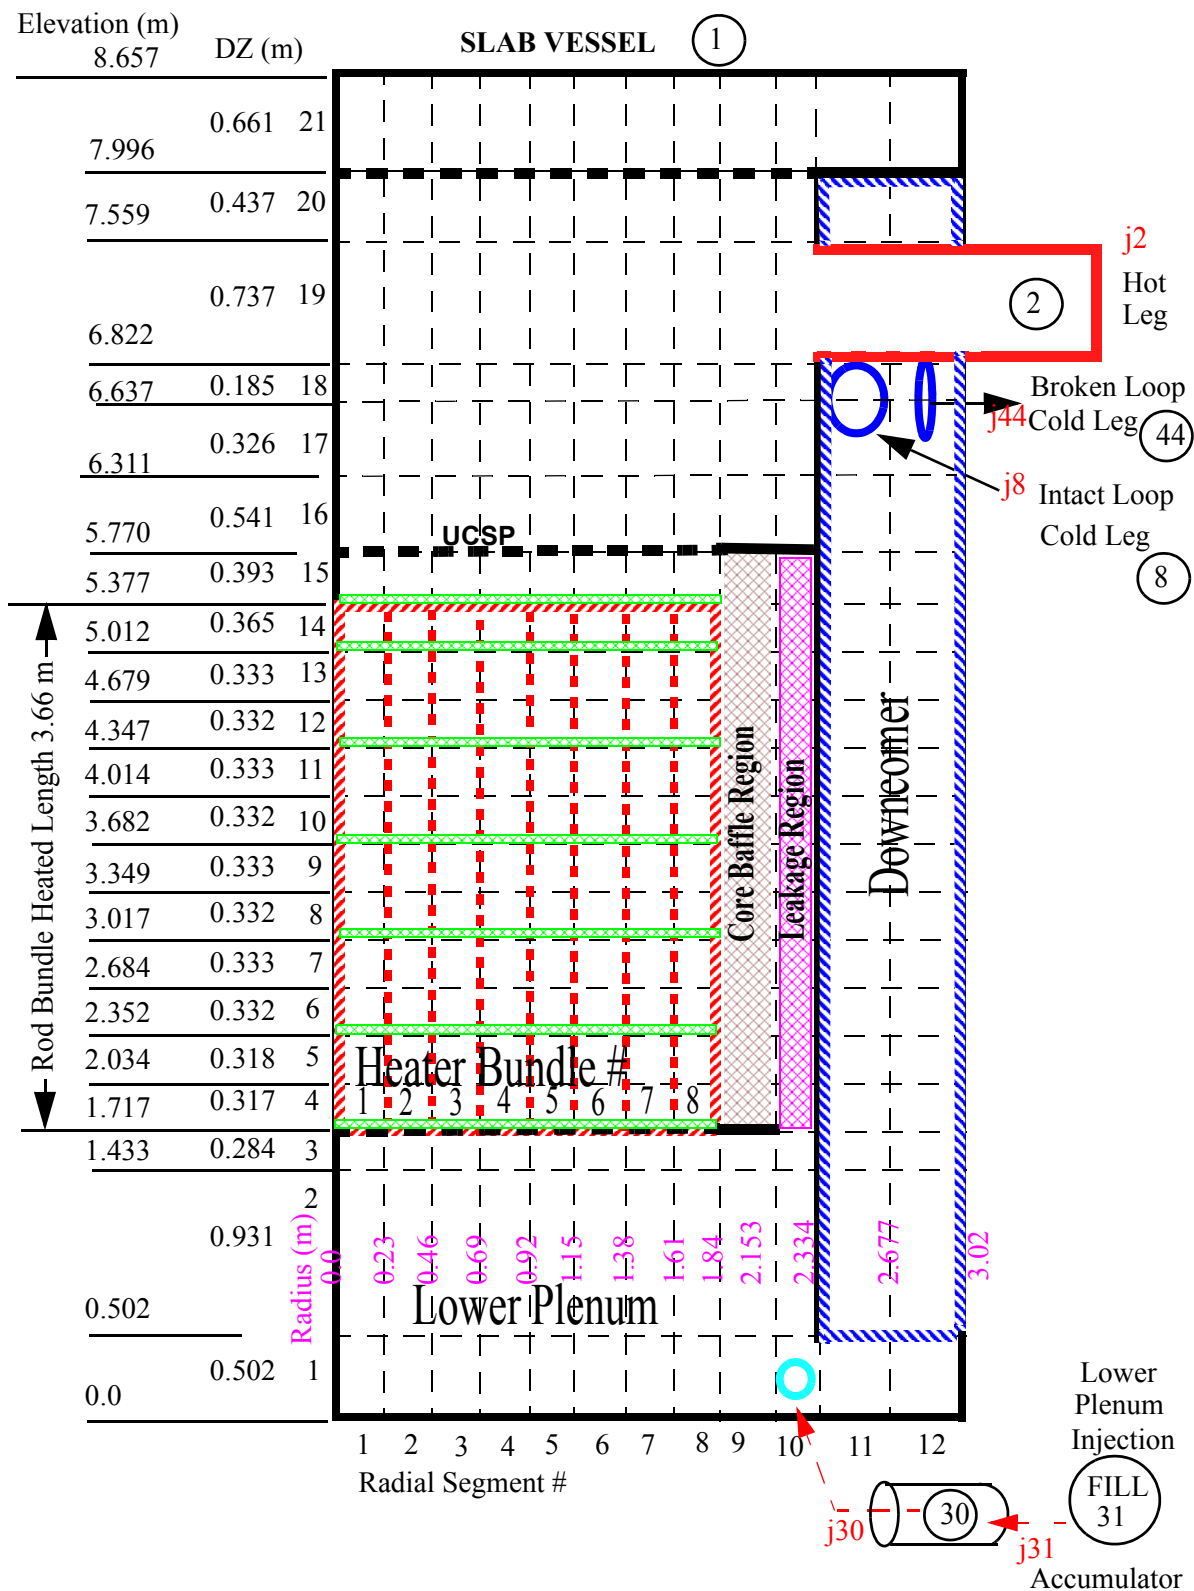 Elevation (m)
8.657
DZ (m)
SLAB VESSEL
1
0.661 21
7.996
0.437 20
7.559
j2
Hot
Leg
2
0.737 19
6.822
0.185 18
6.637
Broken Loop
Cold Leg
j44
44
0.326 17
6.311
j8
Intact Loop
Cold Leg
8
0.541 16
5.770
UCSP
0.393 15
5.377
0.365 14
5.012
0.333 13
4.679
0.332 12
4.347
0.333 11
4.014
0.332 10
3.682
0.333 9
3.349
0.332 8
3.017
0.333 7
2.684
0.332 6
2.352
0.318 5
2.034
0.317 4
1.717
0.284 3
1.433
2
0.931
0.502
0.502 1
0.0
Rod Bundle Heated Length 3.66 m
Core Baffle Region
Leakage Region
Downcomer
Heater Bundle #
1 2 3 4 5 6 7 8
Radius (m)
0.0 0.23 0.46 0.69 0.92 1.15 1.38 1.61 1.84 2.153 2.334 2.677 3.02
Lower Plenum
1 2 3 4 5 6 7 8 9 10 11 12
Radial Segment #
Lower
Plenum
Injection
FILL
31
30
j30
j31
Accumulator